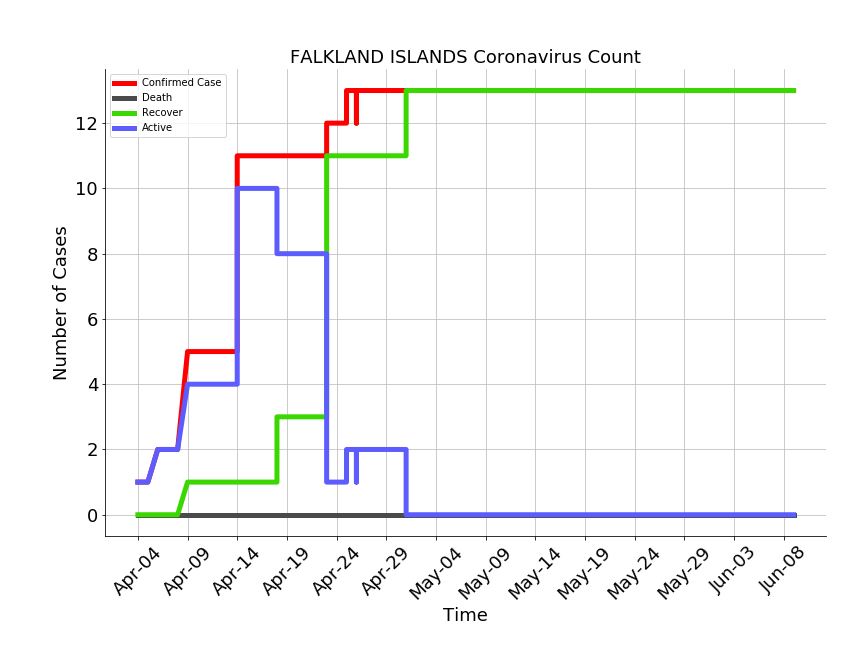 FALKLAND ISLANDS Coronavirus Count
Confirmed Case
Death
Recover
Active
Number of Cases
12
10
8
6
4
2
0
Apr-04
Apr-09
Apr-14
Apr-19
Apr-24
Apr-29
May-04
May-09
May-14
May-19
May-24
May-29
Jun-03
Jun-08
Time